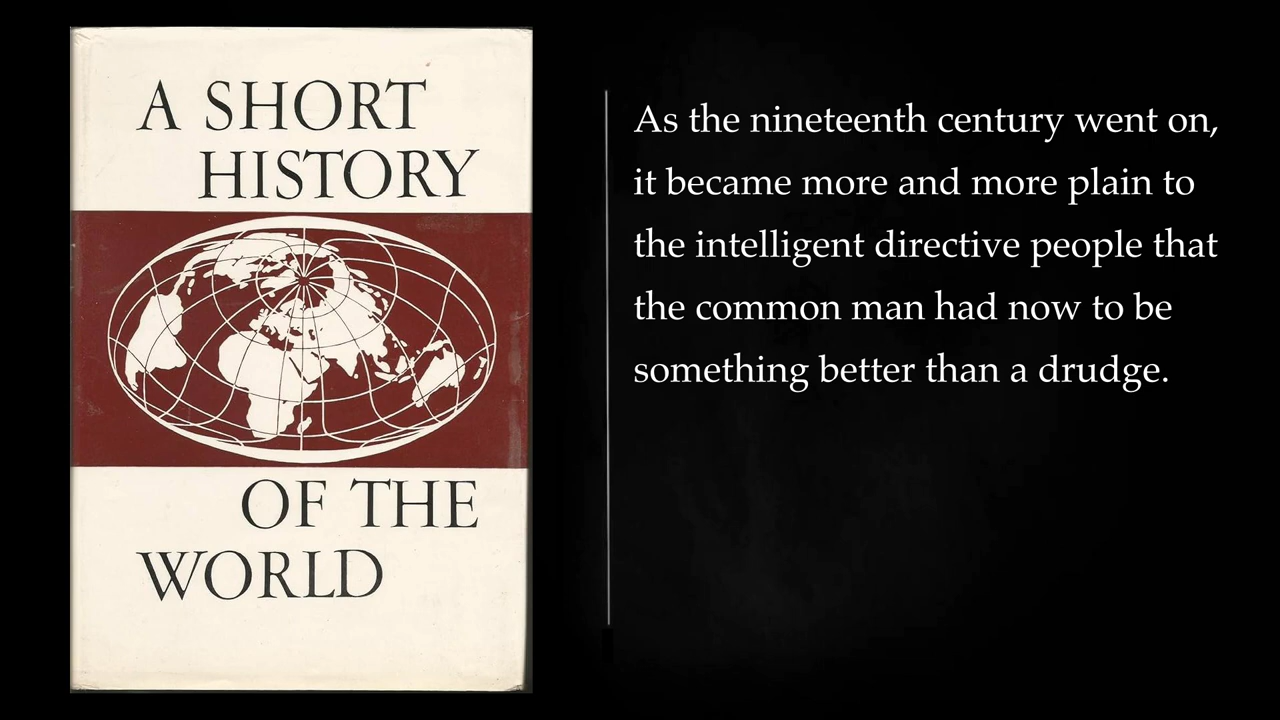 A SHORT
HISTORY
OF THE
WORLD
As the nineteenth century went on,
it became more and more plain to
the intelligent directive people that
the common man had now to be
something better than a drudge.